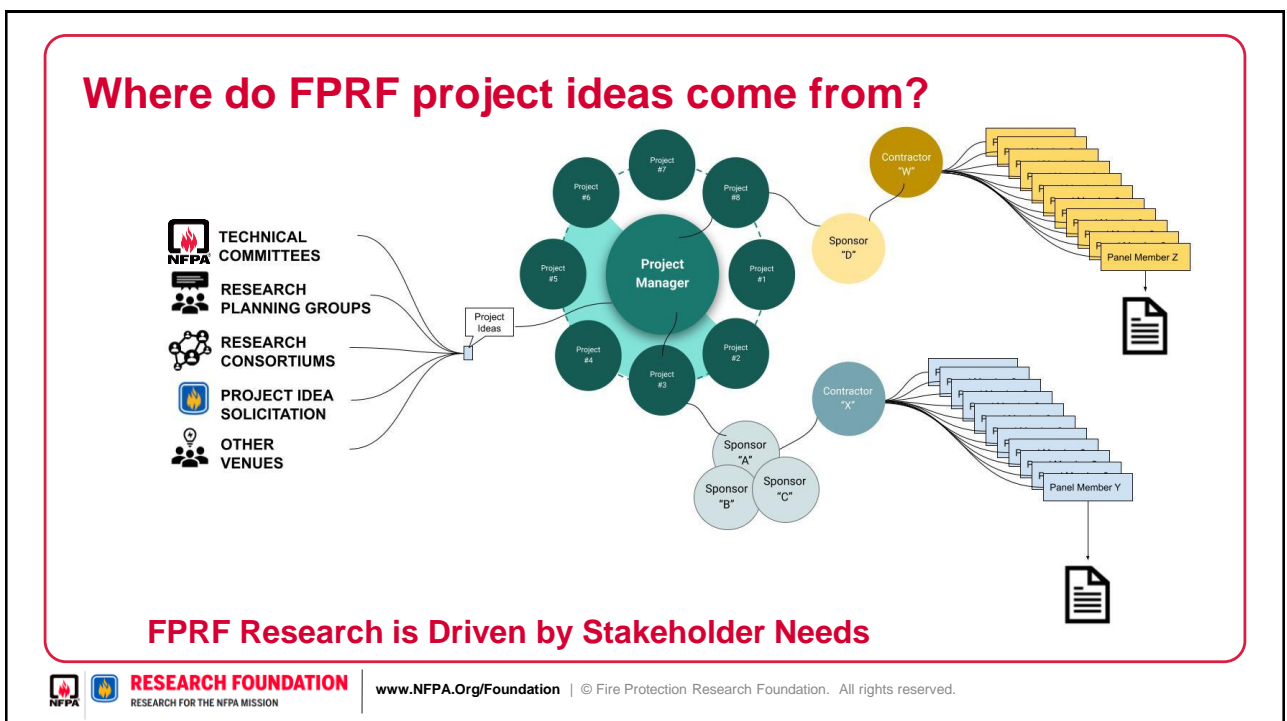 Where do FPRF project ideas come from?
NFPA
TECHNICAL
COMMITTEES
RESEARCH
PLANNING GROUPS
RESEARCH
CONSORTIUMS
PROJECT IDEA
SOLICITATION
OTHER
VENUES
Project
Ideas
Project
Manager
Project
#7
Project
#8
Project
#1
Project
#2
Project
#3
Project
#4
Project
#5
Project
#6
Sponsor
"D"
Contractor
"W"
Panel Member Z
Sponsor
"A"
Sponsor
"B"
Sponsor
"C"
Contractor
"X"
Panel Member Y
FPRF Research is Driven by Stakeholder Needs
NFPA
RESEARCH FOUNDATION
RESEARCH FOR THE NFPA MISSION
www.NFPA.Org/Foundation | © Fire Protection Research Foundation. All rights reserved.